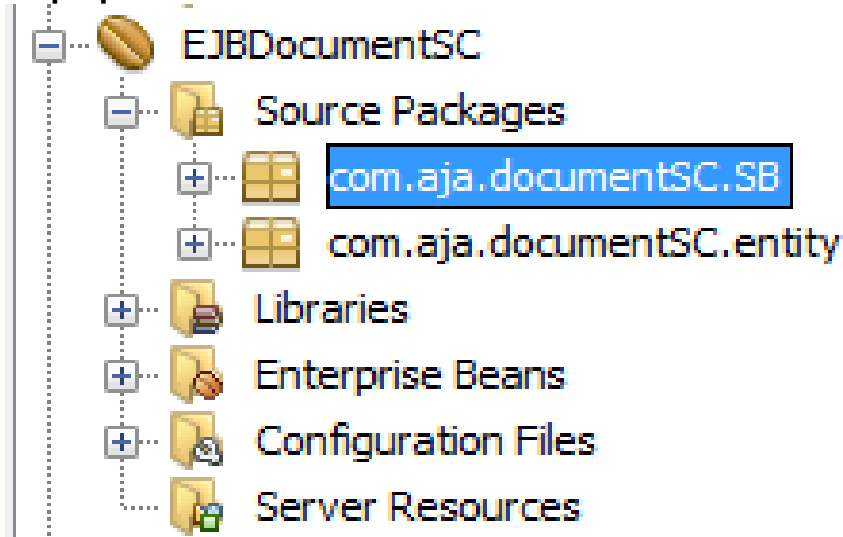 EJBDocumentSC
Source Packages
com.aja.documentSC.SB
com.aja.documentSC.entity
Libraries
Enterprise Beans
Configuration Files
Server Resources